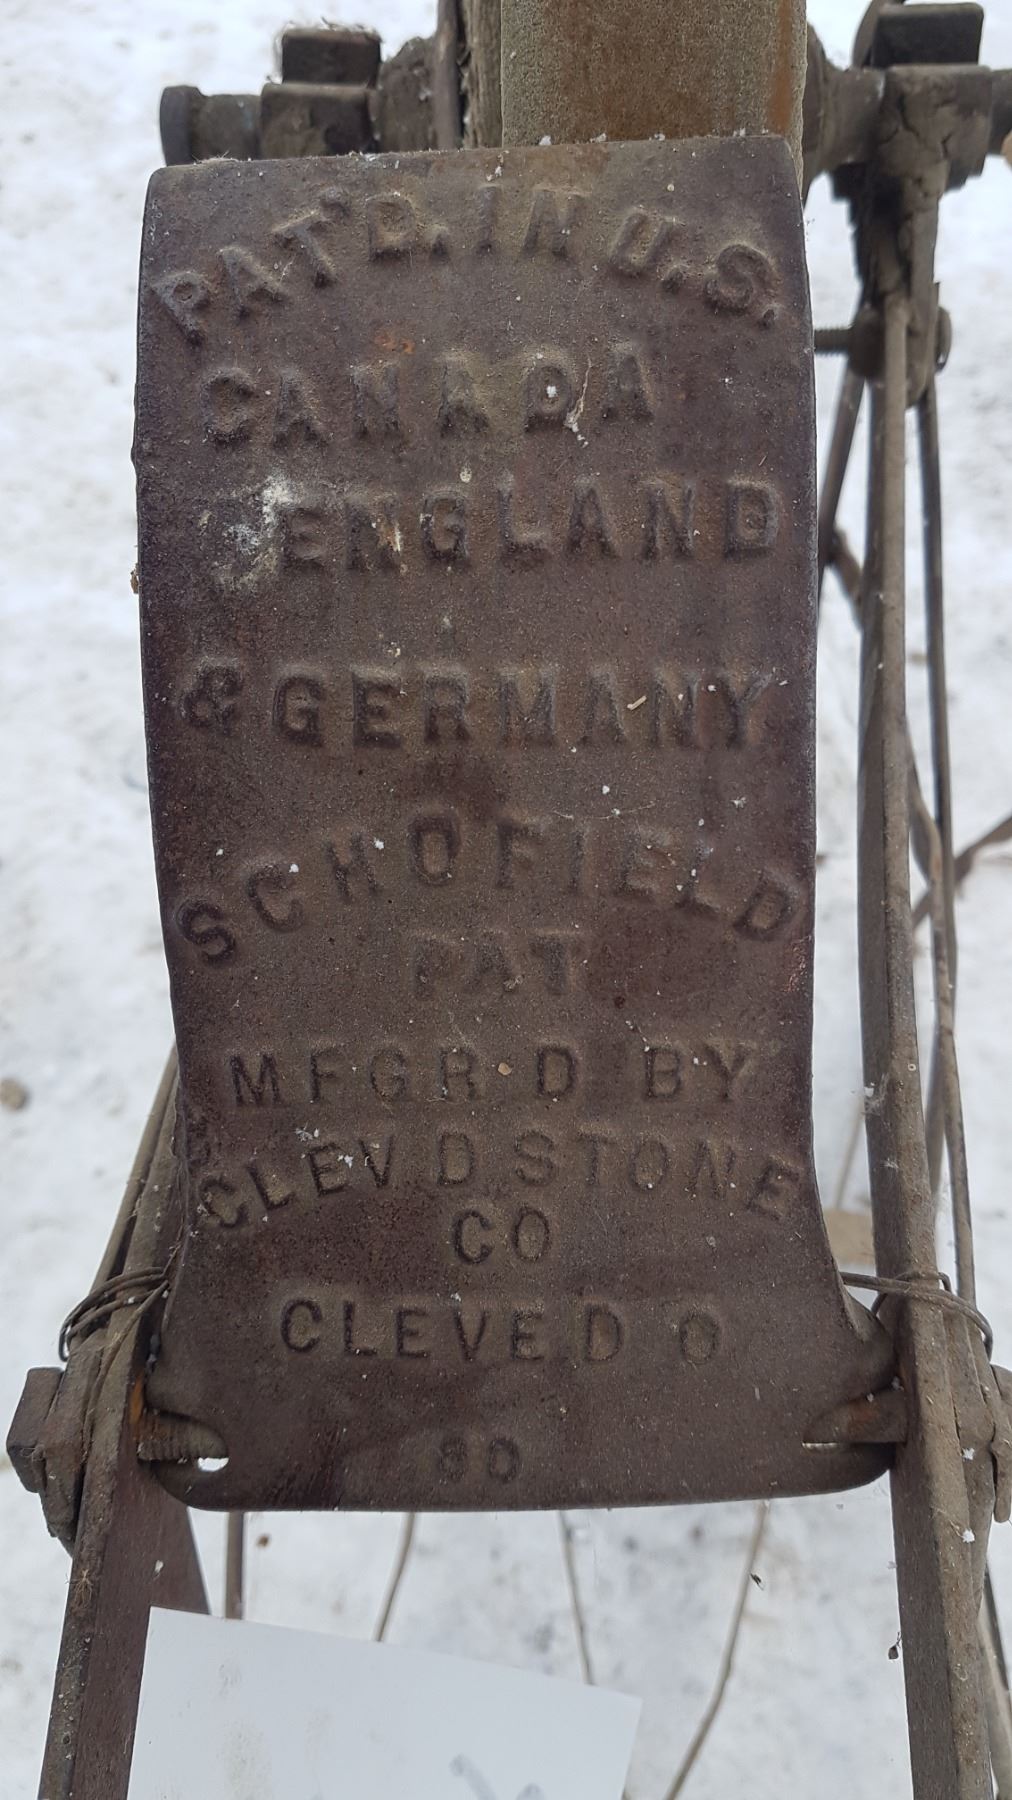 PAT'D. IN U.S.
CANADA
ENGLAND
& GERMANY
SCHOFIELD
PAT
MFGR D BY
CLEV D STONE
CO
CLEVE D O
80